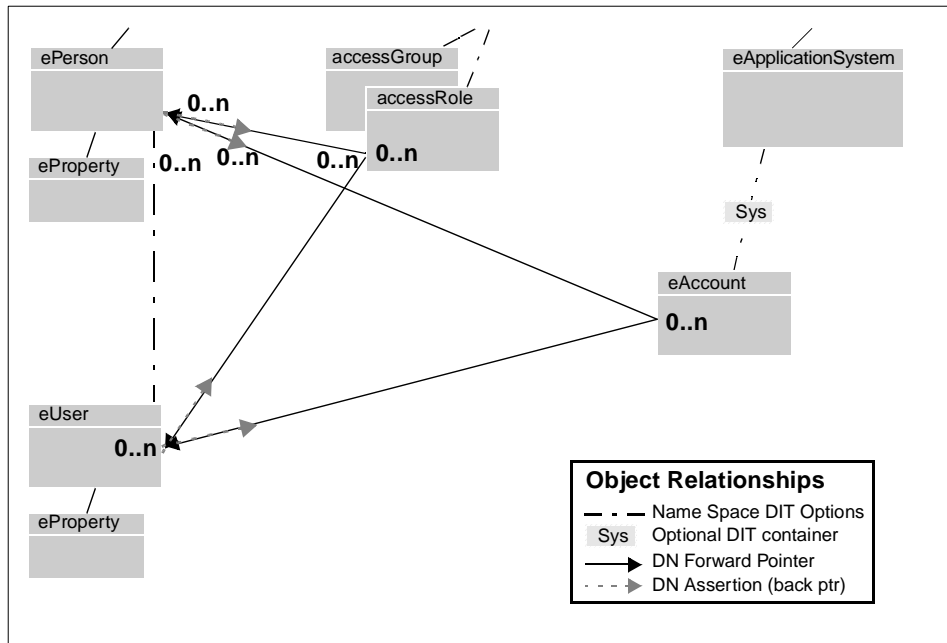 ePerson
accessGroup
eApplicationSystem
accessRole
0..n
0..n
0..n
0..n
0..n
eProperty
Sys
eAccount
0..n
eUser
0..n
eProperty
Object Relationships
Name Space DIT Options
Sys Optional DIT container
DN Forward Pointer
DN Assertion (back ptr)